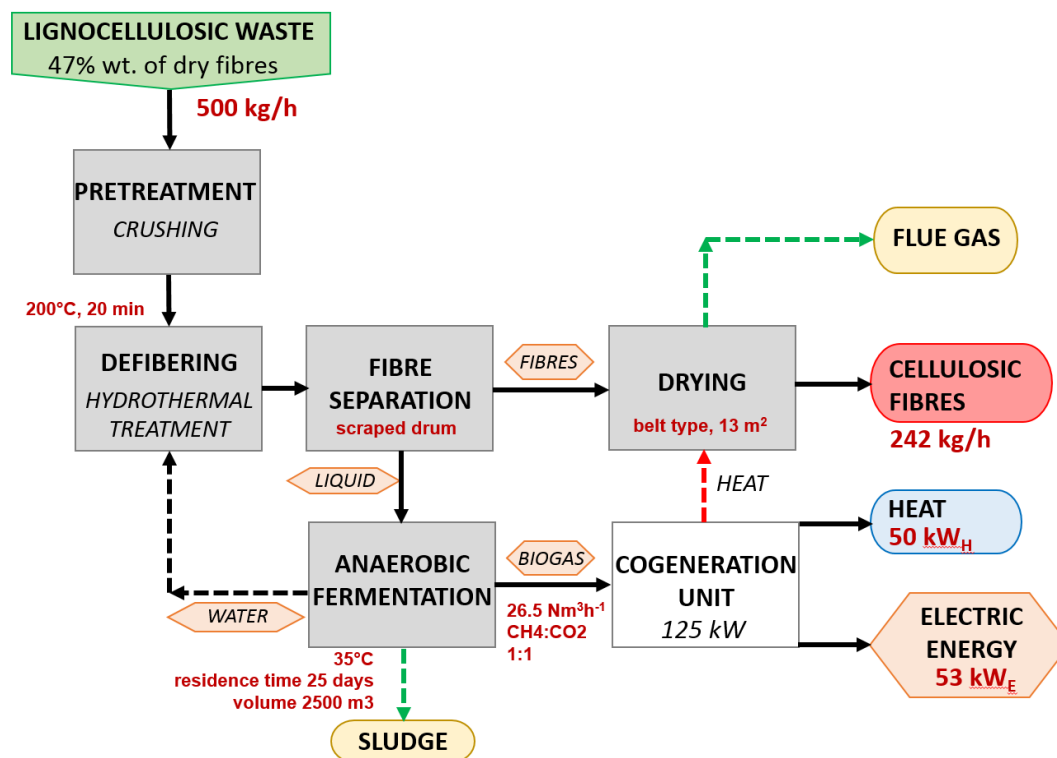 LIGNOCELLULOSIC WASTE
47% wt. of dry fibres
500 kg/h
PRETREATMENT
CRUSHING
FLUE GAS
200°C, 20 min
DEFIBERING
HYDROTHERMAL
TREATMENT
FIBRE
SEPARATION
scraped drum
FIBRES
DRYING
belt type, 13 m²
CELLULOSIC
FIBRES
242 kg/h
LIQUID
HEAT
HEAT
50 kW_H
ANAEROBIC
FERMENTATION
BIOGAS
COGENERATION
UNIT
125 kW
WATER
26.5 Nm³h⁻¹
CH4:CO2
1:1
ELECTRIC
ENERGY
53 kW_E
35°C
residence time 25 days
volume 2500 m3
SLUDGE